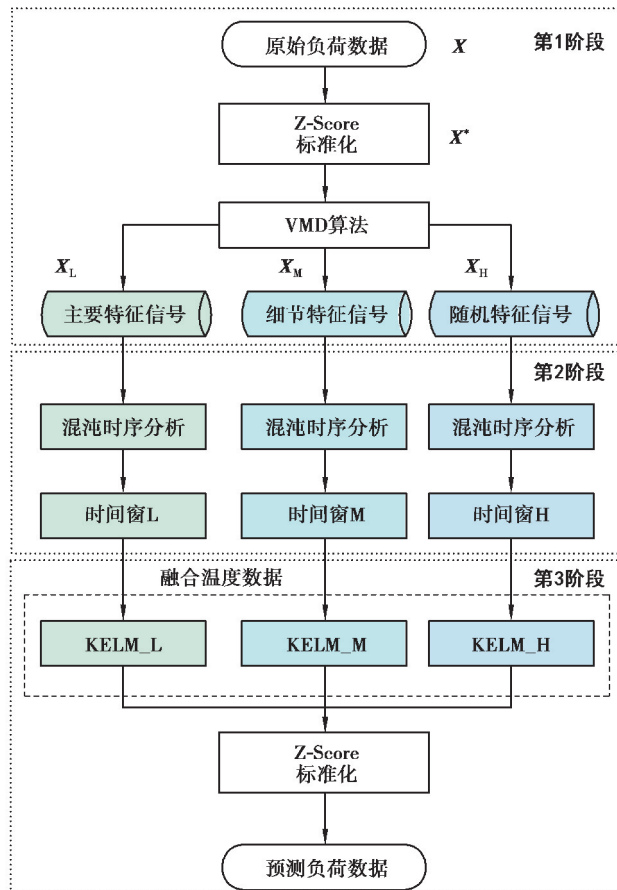 原始负荷数据
X
第1阶段
Z-Score
标准化
X*
VMD算法
X_L
X_M
X_H
主要特征信号
细节特征信号
随机特征信号
第2阶段
混沌时序分析
混沌时序分析
混沌时序分析
时间窗L
时间窗M
时间窗H
融合温度数据
第3阶段
KELM_L
KELM_M
KELM_H
Z-Score
标准化
预测负荷数据